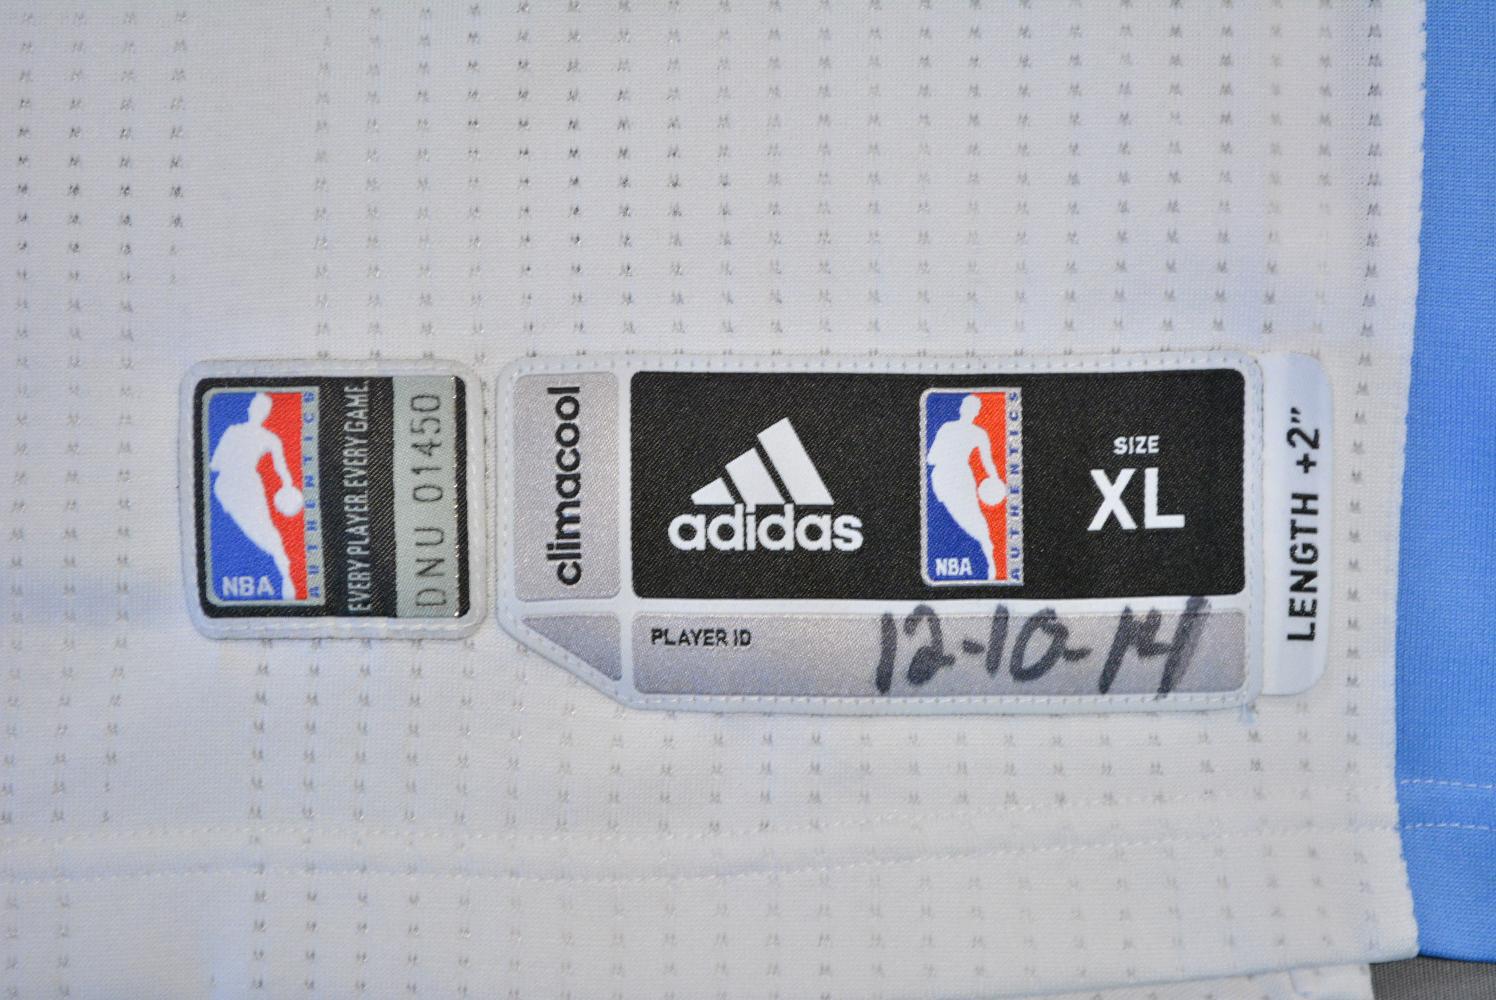 NBA
AUTHENTICS
EVERY PLAYER. EVERY GAME.
DNU 01450
climacool
adidas
NBA
AUTHENTICS
SIZE
XL
PLAYER ID
12-10-14
LENGTH +2"